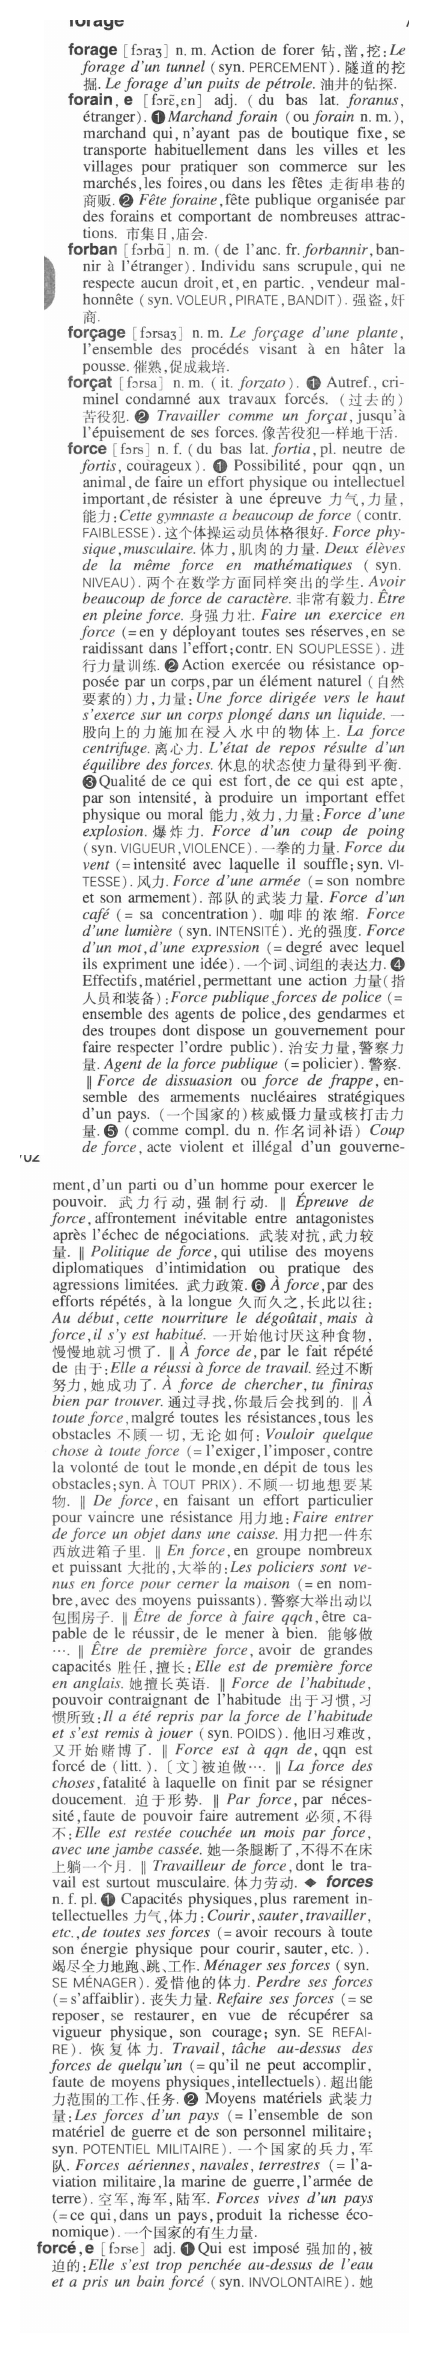 forage
forage [fɔraʒ] n. m. Action de forer 钻,凿,挖:Le
forage d'un tunnel (syn. PERCEMENT). 隧道的挖
掘. Le forage d'un puits de pétrole. 油井的钻探.
forain, e [fɔrɛ̃,ɛn] adj. ( du bas lat. foranus,
étranger). ❶ Marchand forain ( ou forain n. m.),
marchand qui, n'ayant pas de boutique fixe, se
transporte habituellement dans les villes et les
villages pour pratiquer son commerce sur les
marchés,les foires,ou dans les fêtes 走街串巷的
商贩. ❷ Fête foraine,fête publique organisée par
des forains et comportant de nombreuses attrac-
tions. 市集日,庙会.
forban [fɔrbɑ̃] n. m. ( de l'anc. fr. forbannir, ban-
nir à l'étranger). Individu sans scrupule,qui ne
respecte aucun droit,et,en partic. ,vendeur mal-
honnête (syn. VOLEUR,PIRATE,BANDIT). 强盗,奸
商.
forçage [fɔrsaʒ] n. m. Le forçage d'une plante,
l'ensemble des procédés visant à en hâter la
pousse. 催熟,促成栽培.
forçat [fɔrsa] n. m. ( it. forzato ). ❶ Autref. , cri-
minel condamné aux travaux forcés. (过去的)
苦役犯. ❷ Travailler comme un forçat,jusqu'à
l'épuisement de ses forces. 像苦役犯一样地干活.
force [fɔrs] n. f. (du bas lat. fortia,pl. neutre de
fortis, courageux ). ❶ Possibilité, pour qqn, un
animal,de faire un effort physique ou intellectuel
important,de résister à une épreuve 力气,力量,
能力:Cette gymnaste a beaucoup de force (contr.
FAIBLESSE). 这个体操运动员体格很好. Force phy-
sique,musculaire. 体力,肌肉的力量. Deux élèves
de la même force en mathématiques ( syn.
NIVEAU). 两个在数学方面同样突出的学生. Avoir
beaucoup de force de caractère. 非常有毅力. Être
en pleine force. 身强力壮. Faire un exercice en
force (=en y déployant toutes ses réserves,en se
raidissant dans l'effort;contr. EN SOUPLESSE). 进
行力量训练. ❷ Action exercée ou résistance op-
posée par un corps,par un élément naturel (自然
要素的)力,力量:Une force dirigée vers le haut
s'exerce sur un corps plongé dans un liquide. 一
股向上的力施加在浸入水中的物体上. La force
centrifuge. 离心力. L'état de repos résulte d'un
équilibre des forces. 休息的状态使力量得到平衡.
❸ Qualité de ce qui est fort,de ce qui est apte,
par son intensité, à produire un important effet
physique ou moral 能力,效力,力量:Force d'une
explosion. 爆炸力. Force d'un coup de poing
(syn. VIGUEUR,VIOLENCE). 一拳的力量. Force du
vent (=intensité avec laquelle il souffle;syn. VI-
TESSE). 风力. Force d'une armée (=son nombre
et son armement). 部队的武装力量. Force d'un
café ( = sa concentration). 咖啡的浓缩. Force
d'une lumière (syn. INTENSITÉ). 光的强度. Force
d'un mot,d'une expression (=degré avec lequel
ils expriment une idée). 一个词、词组的表达力. ❹
Effectifs,matériel,permettant une action 力量(指
人员和装备):Force publique,forces de police (=
ensemble des agents de police,des gendarmes et
des troupes dont dispose un gouvernement pour
faire respecter l'ordre public). 治安力量,警察力
量. Agent de la force publique (=policier). 警察.
‖ Force de dissuasion ou force de frappe, en-
semble des armements nucléaires stratégiques
d'un pays. (一个国家的)核威慑力量或核打击力
量. ❺ (comme compl. du n. 作名词补语) Coup
de force, acte violent et illégal d'un gouverne-
702
ment,d'un parti ou d'un homme pour exercer le
pouvoir. 武力行动,强制行动. ‖ Épreuve de
force,affrontement inévitable entre antagonistes
après l'échec de négociations. 武装对抗,武力较
量. ‖ Politique de force,qui utilise des moyens
diplomatiques d'intimidation ou pratique des
agressions limitées. 武力政策. ❻ À force,par des
efforts répétés, à la longue 久而久之,长此以往:
Au début, cette nourriture le dégoûtait, mais à
force,il s'y est habitué. 一开始他讨厌这种食物,
慢慢地就习惯了. ‖ À force de,par le fait répété
de 由于:Elle a réussi à force de travail. 经过不断
努力,她成功了. À force de chercher,tu finiras
bien par trouver. 通过寻找,你最后会找到的. ‖ À
toute force,malgré toutes les résistances,tous les
obstacles 不顾一切,无论如何: Vouloir quelque
chose à toute force (=l'exiger,l'imposer,contre
la volonté de tout le monde,en dépit de tous les
obstacles;syn. À TOUT PRIX). 不顾一切地想要某
物. ‖ De force, en faisant un effort particulier
pour vaincre une résistance 用力地:Faire entrer
de force un objet dans une caisse. 用力把一件东
西放进箱子里. ‖ En force,en groupe nombreux
et puissant 大批的,大举的:Les policiers sont ve-
nus en force pour cerner la maison (=en nom-
bre,avec des moyens puissants). 警察大举出动以
包围房子. ‖ Être de force à faire qqch,être ca-
pable de le réussir,de le mener à bien. 能够做
…. ‖ Être de première force, avoir de grandes
capacités 胜任,擅长:Elle est de première force
en anglais. 她擅长英语. ‖ Force de l'habitude,
pouvoir contraignant de l'habitude 出于习惯,习
惯所致:Il a été repris par la force de l'habitude
et s'est remis à jouer (syn. POIDS). 他旧习难改,
又开始赌博了. ‖ Force est à qqn de,qqn est
forcé de (litt. ). 〔文〕被迫做…. ‖ La force des
choses,fatalité à laquelle on finit par se résigner
doucement. 迫于形势. ‖ Par force, par néces-
sité,faute de pouvoir faire autrement 必须,不得
不:Elle est restée couchée un mois par force,
avec une jambe cassée. 她一条腿断了,不得不在床
上躺一个月. ‖ Travailleur de force,dont le tra-
vail est surtout musculaire. 体力劳动. ◆ forces
n. f. pl. ❶ Capacités physiques,plus rarement in-
tellectuelles 力气,体力:Courir,sauter,travailler,
etc. ,de toutes ses forces (=avoir recours à toute
son énergie physique pour courir, sauter, etc. ).
竭尽全力地跑、跳、工作. Ménager ses forces (syn.
SE MÉNAGER). 爱惜他的体力. Perdre ses forces
(=s'affaiblir). 丧失力量. Refaire ses forces (=se
reposer, se restaurer, en vue de récupérer sa
vigueur physique, son courage; syn. SE REFAI-
RE). 恢复体力. Travail, tâche au-dessus des
forces de quelqu'un (=qu'il ne peut accomplir,
faute de moyens physiques,intellectuels). 超出能
力范围的工作、任务. ❷ Moyens matériels 武装力
量:Les forces d'un pays (= l'ensemble de son
matériel de guerre et de son personnel militaire;
syn. POTENTIEL MILITAIRE). 一个国家的兵力,军
队. Forces aériennes, navales, terrestres (= l'a-
viation militaire,la marine de guerre,l'armée de
terre). 空军,海军,陆军. Forces vives d'un pays
(=ce qui,dans un pays,produit la richesse éco-
nomique). 一个国家的有生力量.
forcé,e [fɔrse] adj. ❶ Qui est imposé 强加的,被
迫的:Elle s'est trop penchée au-dessus de l'eau
et a pris un bain forcé (syn. INVOLONTAIRE). 她